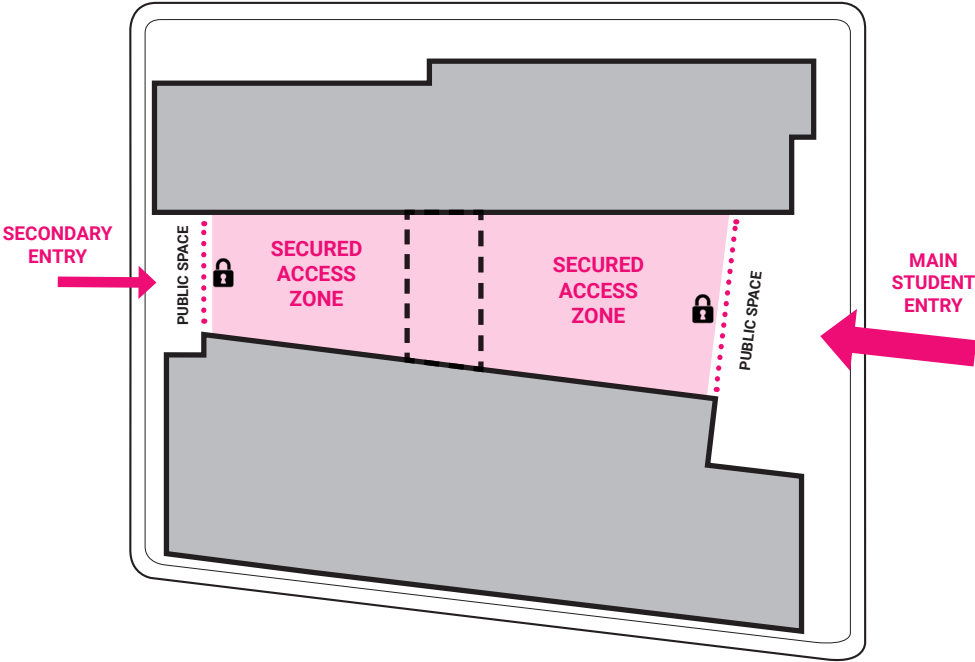 SECONDARY
ENTRY
PUBLIC SPACE
SECURED
ACCESS
ZONE
SECURED
ACCESS
ZONE
PUBLIC SPACE
MAIN
STUDENT
ENTRY